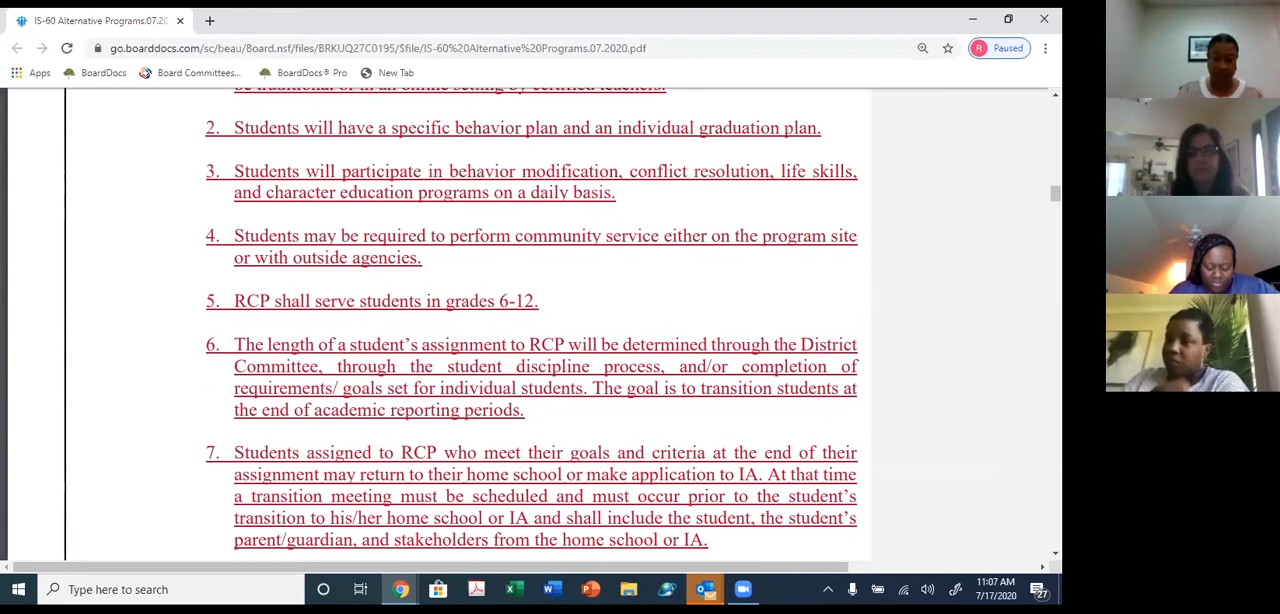 IS-60 Alternative Programs.07.20
go.boarddocs.com/sc/beau/Board.nsf/files/BRKUQ27C0195/$file/IS-60%20Alternative%20Programs.07.2020.pdf
R Paused
Apps BoardDocs Board Committees... BoardDocs® Pro New Tab
be traditional or in an online setting by certified teachers.
2. Students will have a specific behavior plan and an individual graduation plan.
3. Students will participate in behavior modification, conflict resolution, life skills,
and character education programs on a daily basis.
4. Students may be required to perform community service either on the program site
or with outside agencies.
5. RCP shall serve students in grades 6-12.
6. The length of a student's assignment to RCP will be determined through the District
Committee, through the student discipline process, and/or completion of
requirements/ goals set for individual students. The goal is to transition students at
the end of academic reporting periods.
7. Students assigned to RCP who meet their goals and criteria at the end of their
assignment may return to their home school or make application to IA. At that time
a transition meeting must be scheduled and must occur prior to the student's
transition to his/her home school or IA and shall include the student, the student's
parent/guardian, and stakeholders from the home school or IA.
Type here to search
11:07 AM
7/17/2020
27